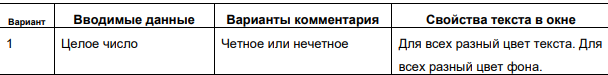 Вариант Вводимые данные Варианты комментария Свойства текста в окне
1 Целое число Четное или нечетное Для всех разный цвет текста. Для
всех разный цвет фона.